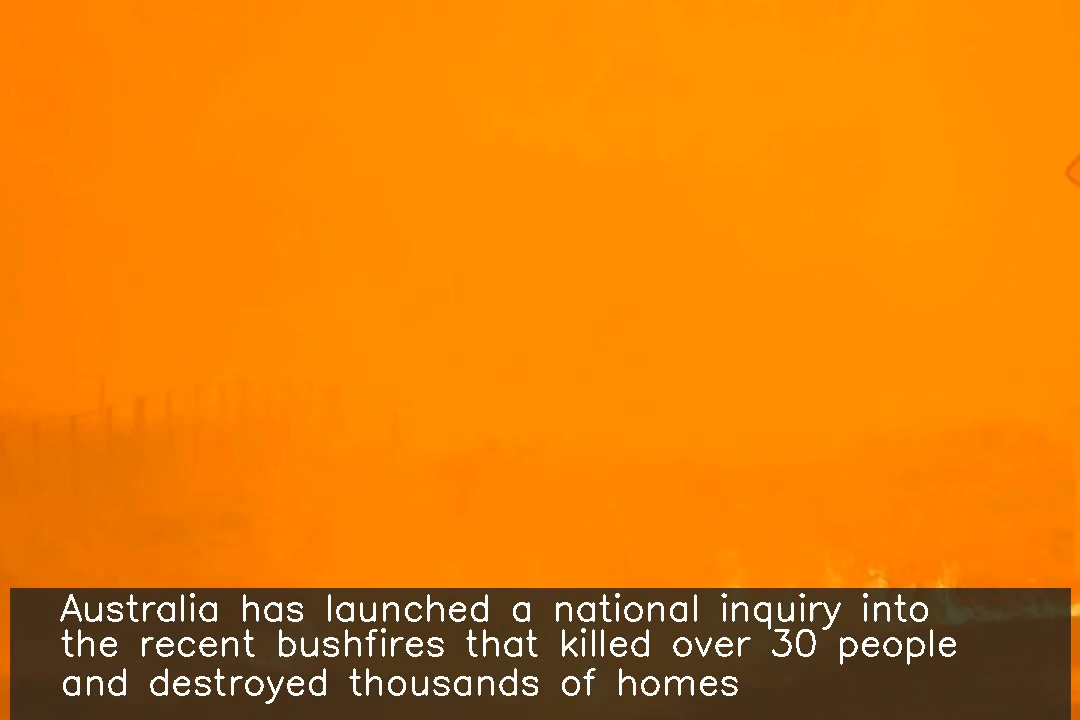 Australia has launched a national inquiry into
the recent bushfires that killed over 30 people
and destroyed thousands of homes